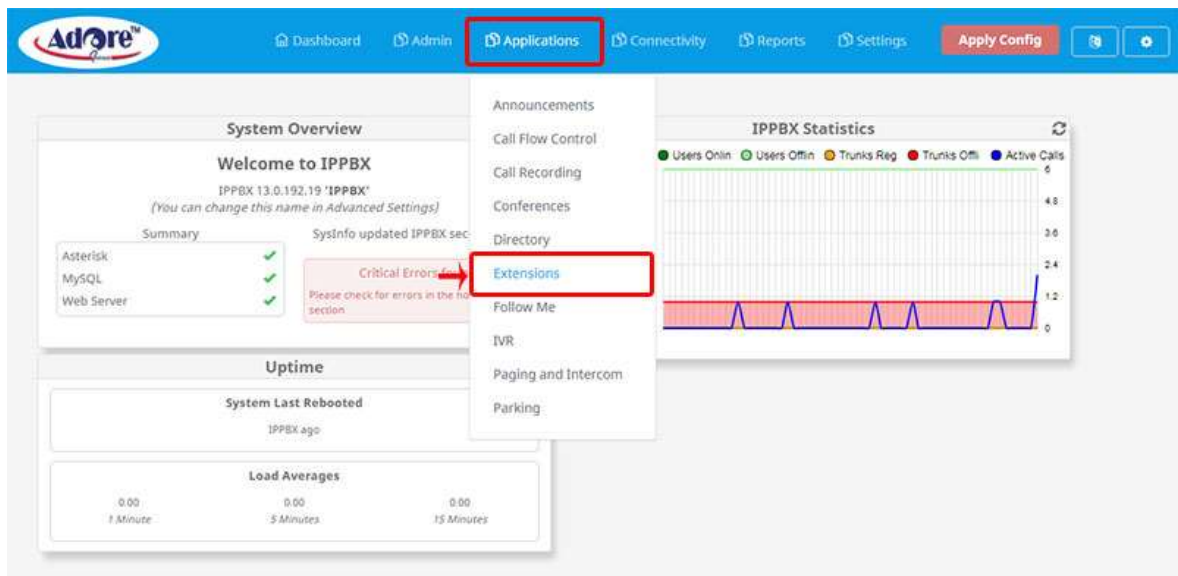 Adore
Dashboard
Admin
Applications
Connectivity
Reports
Settings
Apply Config
Announcements
Call Flow Control
Call Recording
Conferences
Directory
Extensions
Follow Me
IVR
Paging and Intercom
Parking
System Overview
Welcome to IPPBX
IPPBX 13.0.192.19 'IPPBX'
(You can change this name in Advanced Settings)
Summary
SysInfo updated IPPBX sec
Asterisk
MySQL
Web Server
Critical Errors
Please check for errors in the no
section
Uptime
System Last Rebooted
IPPBX ago
Load Averages
0.00 0.00 0.00
1 Minute 5 Minutes 15 Minutes
IPPBX Statistics
Users Onlin Users Offlin Trunks Reg Trunks Offli Active Calls
6
4.8
3.6
2.4
1.2
0